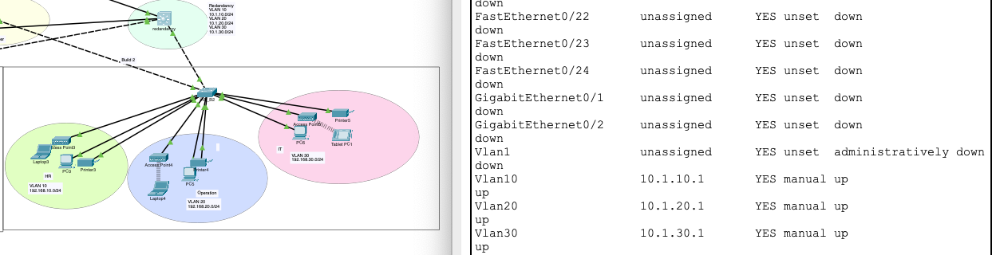 Redandancy
VLAN 10
10.1.10.0/24
VLAN 20
10.1.20.0/24
VLAN 30
10.1.30.0/24
redandancy
Build 2
Access Point5
Printer5
PC6
Tablet PC1
IT
VLAN 30
192.168.30.0/24
ccess Point3
Laptop3
PC3
Printer3
HR
VLAN 10
192.168.10.0/24
Access Point4
Printer4
PC5
Laptop4
Operation
VLAN 20
192.168.20.0/24
down
FastEthernet0/22 unassigned YES unset down
down
FastEthernet0/23 unassigned YES unset down
down
FastEthernet0/24 unassigned YES unset down
down
GigabitEthernet0/1 unassigned YES unset down
down
GigabitEthernet0/2 unassigned YES unset down
down
Vlan1 unassigned YES unset administratively down
down
Vlan10 10.1.10.1 YES manual up
up
Vlan20 10.1.20.1 YES manual up
up
Vlan30 10.1.30.1 YES manual up
up